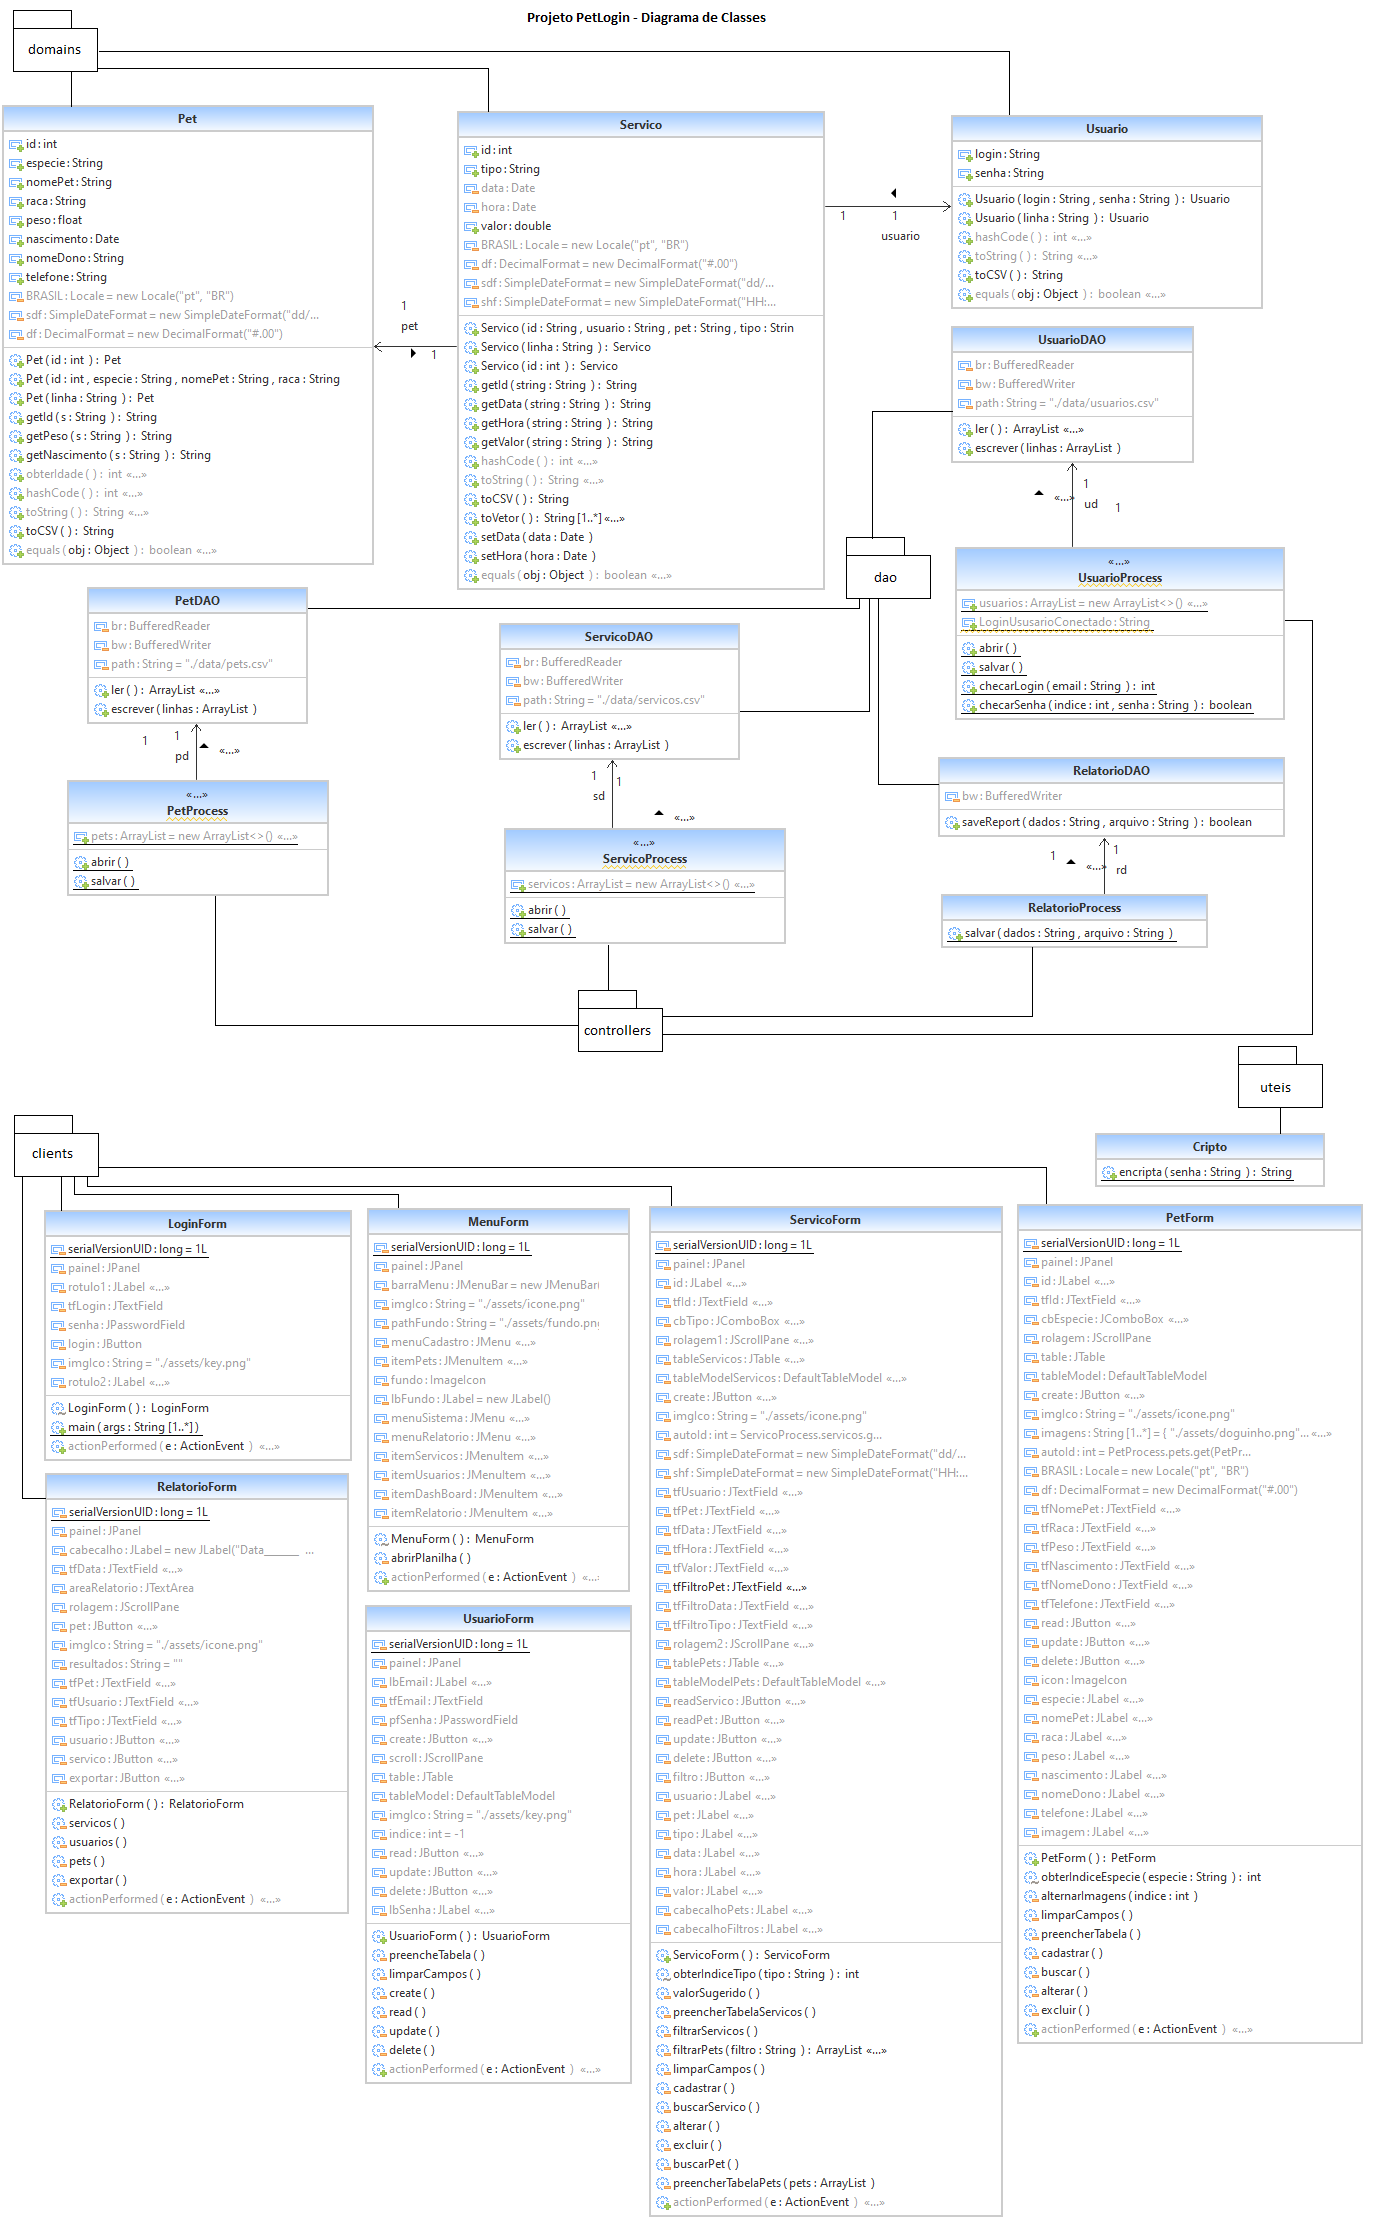 Projeto PetLogin - Diagrama de Classes
domains
Pet
id : int
especie : String
nomePet : String
raca : String
peso : float
nascimento : Date
nomeDono : String
telefone : String
BRASIL : Locale = new Locale("pt", "BR")
sdf : SimpleDateFormat = new SimpleDateFormat("dd/...
df : DecimalFormat = new DecimalFormat("#.00")
Pet ( id : int ) : Pet
Pet ( id : int , especie : String , nomePet : String , raca : String
Pet ( linha : String ) : Pet
getId ( s : String ) : String
getPeso ( s : String ) : String
getNascimento ( s : String ) : String
obterIdade ( ) : int «...»
hashCode ( ) : int «...»
toString ( ) : String «...»
toCSV ( ) : String
equals ( obj : Object ) : boolean «...»
1
pet
1
Servico
id : int
tipo : String
data : Date
hora : Date
valor : double
BRASIL : Locale = new Locale("pt", "BR")
df : DecimalFormat = new DecimalFormat("#.00")
sdf : SimpleDateFormat = new SimpleDateFormat("dd/...
shf : SimpleDateFormat = new SimpleDateFormat("HH:...
Servico ( id : String , usuario : String , pet : String , tipo : Strin
Servico ( linha : String ) : Servico
Servico ( id : int ) : Servico
getId ( string : String ) : String
getData ( string : String ) : String
getHora ( string : String ) : String
getValor ( string : String ) : String
hashCode ( ) : int «...»
toString ( ) : String «...»
toCSV ( ) : String
toVetor ( ) : String [1..*] «...»
setData ( data : Date )
setHora ( hora : Date )
equals ( obj : Object ) : boolean «...»
1 1
usuario
Usuario
login : String
senha : String
Usuario ( login : String , senha : String ) : Usuario
Usuario ( linha : String ) : Usuario
hashCode ( ) : int «...»
toString ( ) : String «...»
toCSV ( ) : String
equals ( obj : Object ) : boolean «...»
UsuarioDAO
br : BufferedReader
bw : BufferedWriter
path : String = "./data/usuarios.csv"
ler ( ) : ArrayList «...»
escrever ( linhas : ArrayList )
«...» 1
ud 1
dao
«...»
UsuarioProcess
usuarios : ArrayList = new ArrayList<>() «...»
LoginUsusarioConectado : String
abrir ( )
salvar ( )
checarLogin ( email : String ) : int
checarSenha ( indice : int , senha : String ) : boolean
PetDAO
br : BufferedReader
bw : BufferedWriter
path : String = "./data/pets.csv"
ler ( ) : ArrayList «...»
escrever ( linhas : ArrayList )
1 1
pd «...»
«...»
PetProcess
pets : ArrayList = new ArrayList<>() «...»
abrir ( )
salvar ( )
ServicoDAO
br : BufferedReader
bw : BufferedWriter
path : String = "./data/servicos.csv"
ler ( ) : ArrayList «...»
escrever ( linhas : ArrayList )
1 1
sd
«...»
«...»
ServicoProcess
servicos : ArrayList = new ArrayList<>() «...»
abrir ( )
salvar ( )
RelatorioDAO
bw : BufferedWriter
saveReport ( dados : String , arquivo : String ) : boolean
1 1
«...» rd
RelatorioProcess
salvar ( dados : String , arquivo : String )
controllers
uteis
Cripto
encripta ( senha : String ) : String
clients
LoginForm
serialVersionUID : long = 1L
painel : JPanel
rotulo1 : JLabel «...»
tfLogin : JTextField
senha : JPasswordField
login : JButton
imgIco : String = "./assets/key.png"
rotulo2 : JLabel «...»
LoginForm ( ) : LoginForm
main ( args : String [1..*] )
actionPerformed ( e : ActionEvent ) «...»
RelatorioForm
serialVersionUID : long = 1L
painel : JPanel
cabecalho : JLabel = new JLabel("Data______ ...
tfData : JTextField «...»
areaRelatorio : JTextArea
rolagem : JScrollPane
pet : JButton «...»
imgIco : String = "./assets/icone.png"
resultados : String = ""
tfPet : JTextField «...»
tfUsuario : JTextField «...»
tfTipo : JTextField «...»
usuario : JButton «...»
servico : JButton «...»
exportar : JButton «...»
RelatorioForm ( ) : RelatorioForm
servicos ( )
usuarios ( )
pets ( )
exportar ( )
actionPerformed ( e : ActionEvent ) «...»
MenuForm
serialVersionUID : long = 1L
painel : JPanel
barraMenu : JMenuBar = new JMenuBar(
imgIco : String = "./assets/icone.png"
pathFundo : String = "./assets/fundo.png
menuCadastro : JMenu «...»
itemPets : JMenuItem «...»
fundo : ImageIcon
lbFundo : JLabel = new JLabel()
menuSistema : JMenu «...»
menuRelatorio : JMenu «...»
itemServicos : JMenuItem «...»
itemUsuarios : JMenuItem «...»
itemDashBoard : JMenuItem «...»
itemRelatorio : JMenuItem «...»
MenuForm ( ) : MenuForm
abrirPlanilha ( )
actionPerformed ( e : ActionEvent ) «...»
UsuarioForm
serialVersionUID : long = 1L
painel : JPanel
lbEmail : JLabel «...»
tfEmail : JTextField
pfSenha : JPasswordField
create : JButton «...»
scroll : JScrollPane
table : JTable
tableModel : DefaultTableModel
imgIco : String = "./assets/key.png"
indice : int = -1
read : JButton «...»
update : JButton «...»
delete : JButton «...»
lbSenha : JLabel «...»
UsuarioForm ( ) : UsuarioForm
preencheTabela ( )
limparCampos ( )
create ( )
read ( )
update ( )
delete ( )
actionPerformed ( e : ActionEvent ) «...»
ServicoForm
serialVersionUID : long = 1L
painel : JPanel
id : JLabel «...»
tfId : JTextField «...»
cbTipo : JComboBox «...»
rolagem1 : JScrollPane «...»
tableServicos : JTable «...»
tableModelServicos : DefaultTableModel «...»
create : JButton «...»
imgIco : String = "./assets/icone.png"
autoId : int = ServicoProcess.servicos.g...
sdf : SimpleDateFormat = new SimpleDateFormat("dd/...
shf : SimpleDateFormat = new SimpleDateFormat("HH:...
tfUsuario : JTextField «...»
tfPet : JTextField «...»
tfData : JTextField «...»
tfHora : JTextField «...»
tfValor : JTextField «...»
tfFiltroPet : JTextField «...»
tfFiltroData : JTextField «...»
tfFiltroTipo : JTextField «...»
rolagem2 : JScrollPane «...»
tablePets : JTable «...»
tableModelPets : DefaultTableModel «...»
readServico : JButton «...»
readPet : JButton «...»
update : JButton «...»
delete : JButton «...»
filtro : JButton «...»
usuario : JLabel «...»
pet : JLabel «...»
tipo : JLabel «...»
data : JLabel «...»
hora : JLabel «...»
valor : JLabel «...»
cabecalhoPets : JLabel «...»
cabecalhoFiltros : JLabel «...»
ServicoForm ( ) : ServicoForm
obterIndiceTipo ( tipo : String ) : int
valorSugerido ( )
preencherTabelaServicos ( )
filtrarServicos ( )
filtrarPets ( filtro : String ) : ArrayList «...»
limparCampos ( )
cadastrar ( )
buscarServico ( )
alterar ( )
excluir ( )
buscarPet ( )
preencherTabelaPets ( pets : ArrayList )
actionPerformed ( e : ActionEvent ) «...»
PetForm
serialVersionUID : long = 1L
painel : JPanel
id : JLabel «...»
tfId : JTextField «...»
cbEspecie : JComboBox «...»
rolagem : JScrollPane
table : JTable
tableModel : DefaultTableModel
create : JButton «...»
imgIco : String = "./assets/icone.png"
imagens : String [1..*] = { "./assets/doguinho.png"... «...»
autoId : int = PetProcess.pets.get(PetPr...
BRASIL : Locale = new Locale("pt", "BR")
df : DecimalFormat = new DecimalFormat("#.00")
tfNomePet : JTextField «...»
tfRaca : JTextField «...»
tfPeso : JTextField «...»
tfNascimento : JTextField «...»
tfNomeDono : JTextField «...»
tfTelefone : JTextField «...»
read : JButton «...»
update : JButton «...»
delete : JButton «...»
icon : ImageIcon
especie : JLabel «...»
nomePet : JLabel «...»
raca : JLabel «...»
peso : JLabel «...»
nascimento : JLabel «...»
nomeDono : JLabel «...»
telefone : JLabel «...»
imagem : JLabel «...»
PetForm ( ) : PetForm
obterIndiceEspecie ( especie : String ) : int
alternarImagens ( indice : int )
limparCampos ( )
preencherTabela ( )
cadastrar ( )
buscar ( )
alterar ( )
excluir ( )
actionPerformed ( e : ActionEvent ) «...»